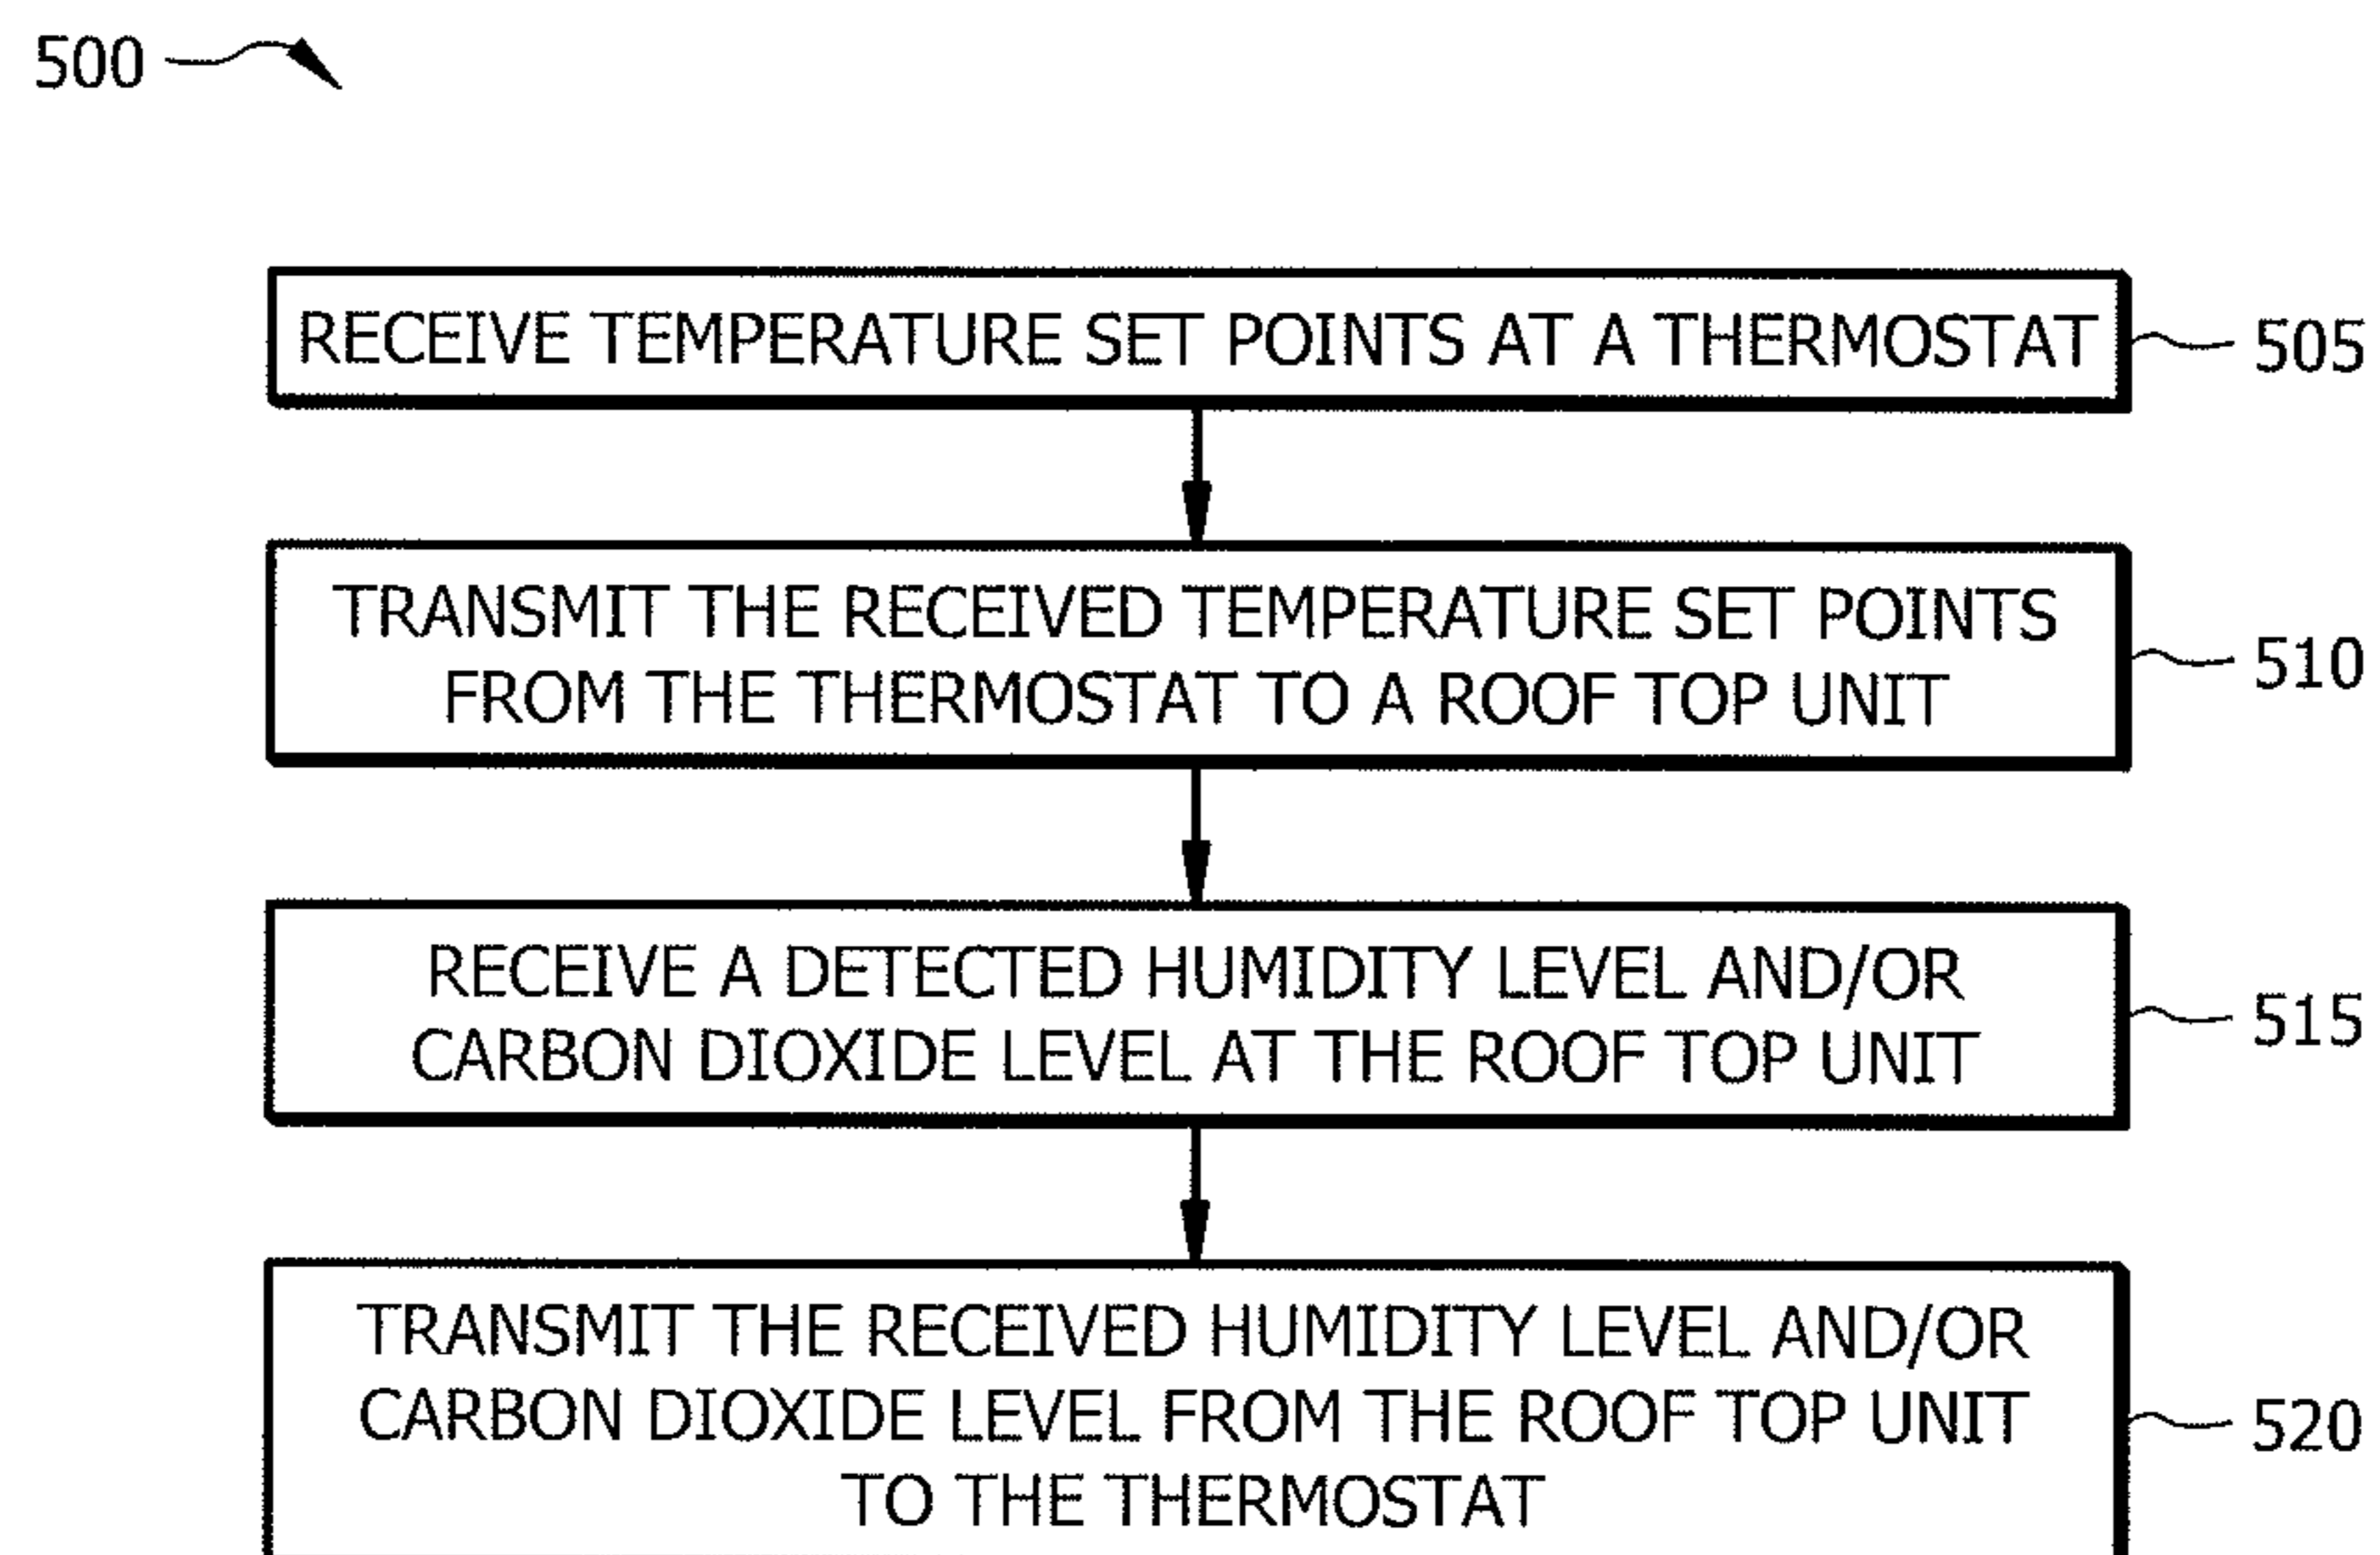 500
RECEIVE TEMPERATURE SET POINTS AT A THERMOSTAT
505
TRANSMIT THE RECEIVED TEMPERATURE SET POINTS
FROM THE THERMOSTAT TO A ROOF TOP UNIT
510
RECEIVE A DETECTED HUMIDITY LEVEL AND/OR
CARBON DIOXIDE LEVEL AT THE ROOF TOP UNIT
515
TRANSMIT THE RECEIVED HUMIDITY LEVEL AND/OR
CARBON DIOXIDE LEVEL FROM THE ROOF TOP UNIT
TO THE THERMOSTAT
520